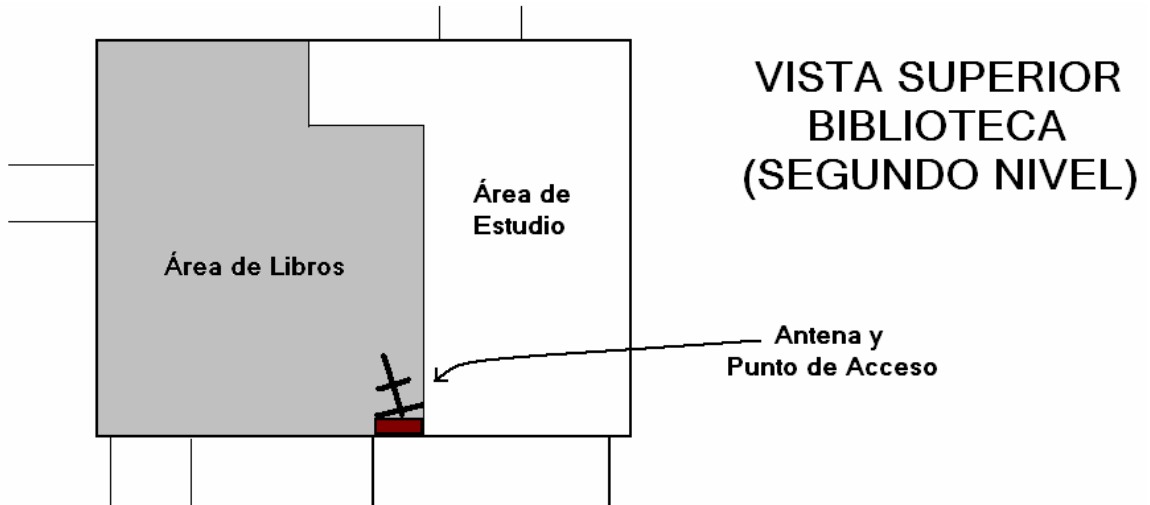 VISTA SUPERIOR
BIBLIOTECA
(SEGUNDO NIVEL)
Área de
Estudio
Área de Libros
Antena y
Punto de Acceso